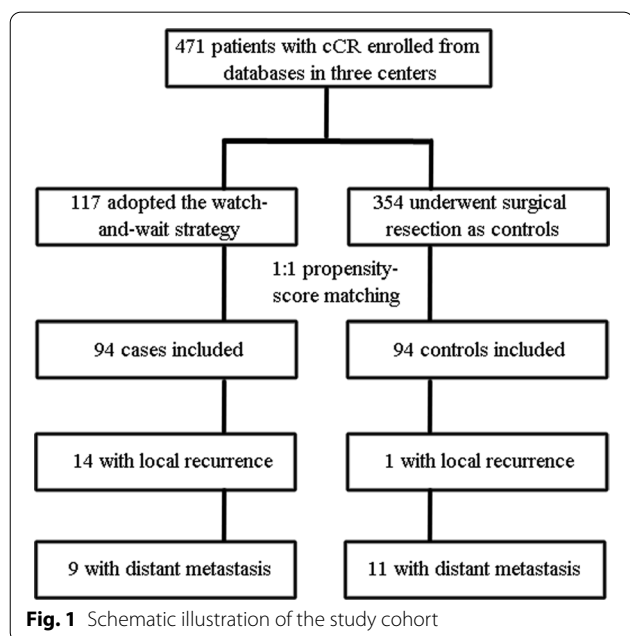 471 patients with cCR enrolled from
databases in three centers
117 adopted the watch-
and-wait strategy
354 underwent surgical
resection as controls
1:1 propensity-
score matching
94 cases included
94 controls included
14 with local recurrence
1 with local recurrence
9 with distant metastasis
11 with distant metastasis
Fig. 1 Schematic illustration of the study cohort